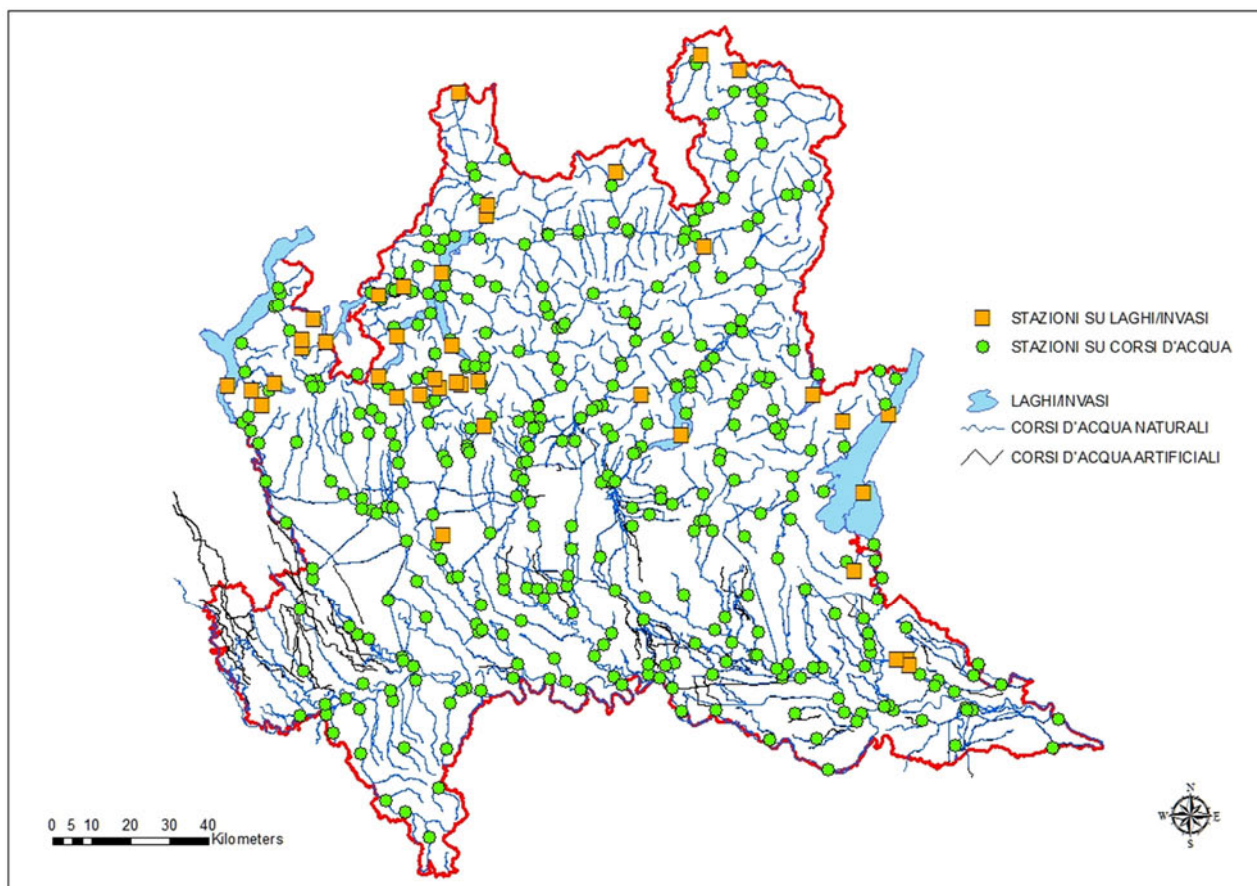 STAZIONI SU LAGHI/INVASI
STAZIONI SU CORSI D'ACQUA
LAGHI/INVASI
CORSI D'ACQUA NATURALI
CORSI D'ACQUA ARTIFICIALI
0 5 10 20 30 40
Kilometers
N
W E
S